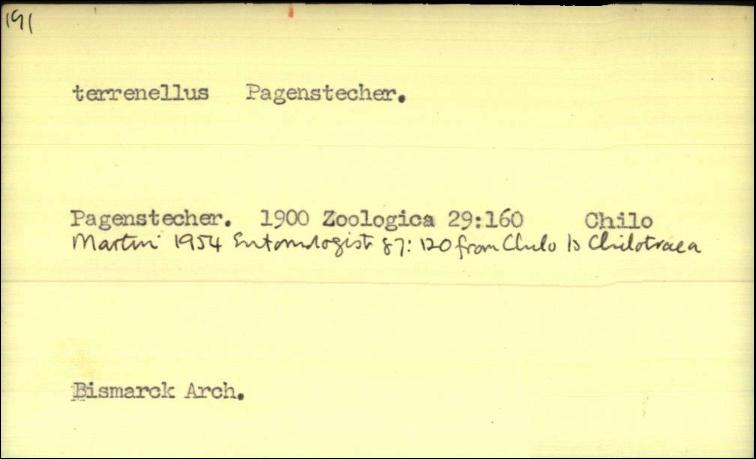 191
terrenellus Pagenstecher.
Pagenstecher. 1900 Zoologica 29:160 Chilo
Martin 1954 Entomologist 87: 120 from Chilo to Chilotraea
Bismarck Arch.